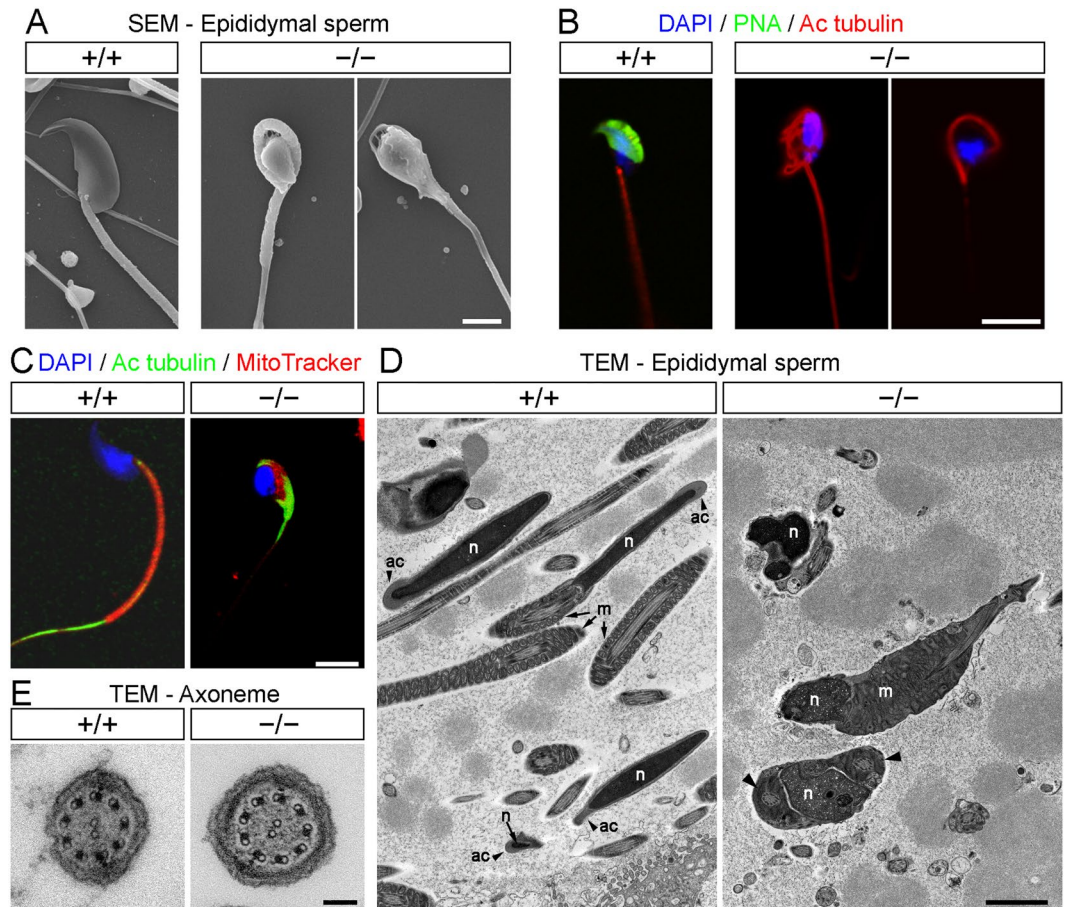 A SEM - Epididymal sperm
+/+ −/−
B DAPI / PNA / Ac tubulin
+/+ −/−
C DAPI / Ac tubulin / MitoTracker
+/+ −/−
D TEM - Epididymal sperm
+/+ −/−
ac
n
n
ac
m
n
n
ac
ac
n
m
n
E TEM - Axoneme
+/+ −/−